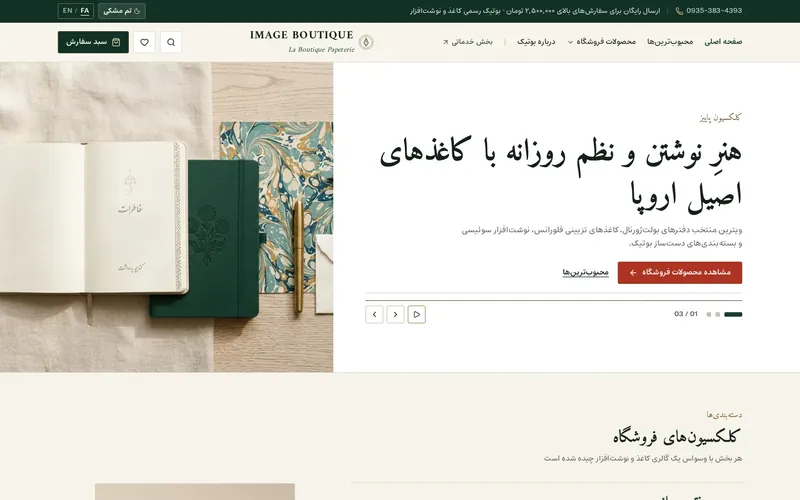 0935-383-4393
ارسال رایگان برای سفارش‌های بالای ۲,۵۰۰,۰۰۰ تومان · بوتیک رسمی کاغذ و نوشت‌افزار
تم مشکی
EN / FA
صفحه اصلی
محبوب‌ترین‌ها
محصولات فروشگاه
درباره بوتیک
بخش خدماتی
IMAGE BOUTIQUE
La Boutique Papeterie
سبد سفارش
کلکسیون پاییز
هنرِ نوشتن و نظم روزانه با کاغذهای
اصیل اروپا
ویترین منتخب دفترهای بولت‌ژورنال، کاغذهای تزیینی فلورانس، نوشت‌افزار سوئیسی
و بسته‌بندی‌های دست‌ساز بوتیک.
مشاهده محصولات فروشگاه
محبوب‌ترین‌ها
03 / 01
خاطرات
دسته‌بندی‌ها
کلکسیون‌های فروشگاه
هر بخش با وسواس یک گالری کاغذ و نوشت‌افزار چیده شده است